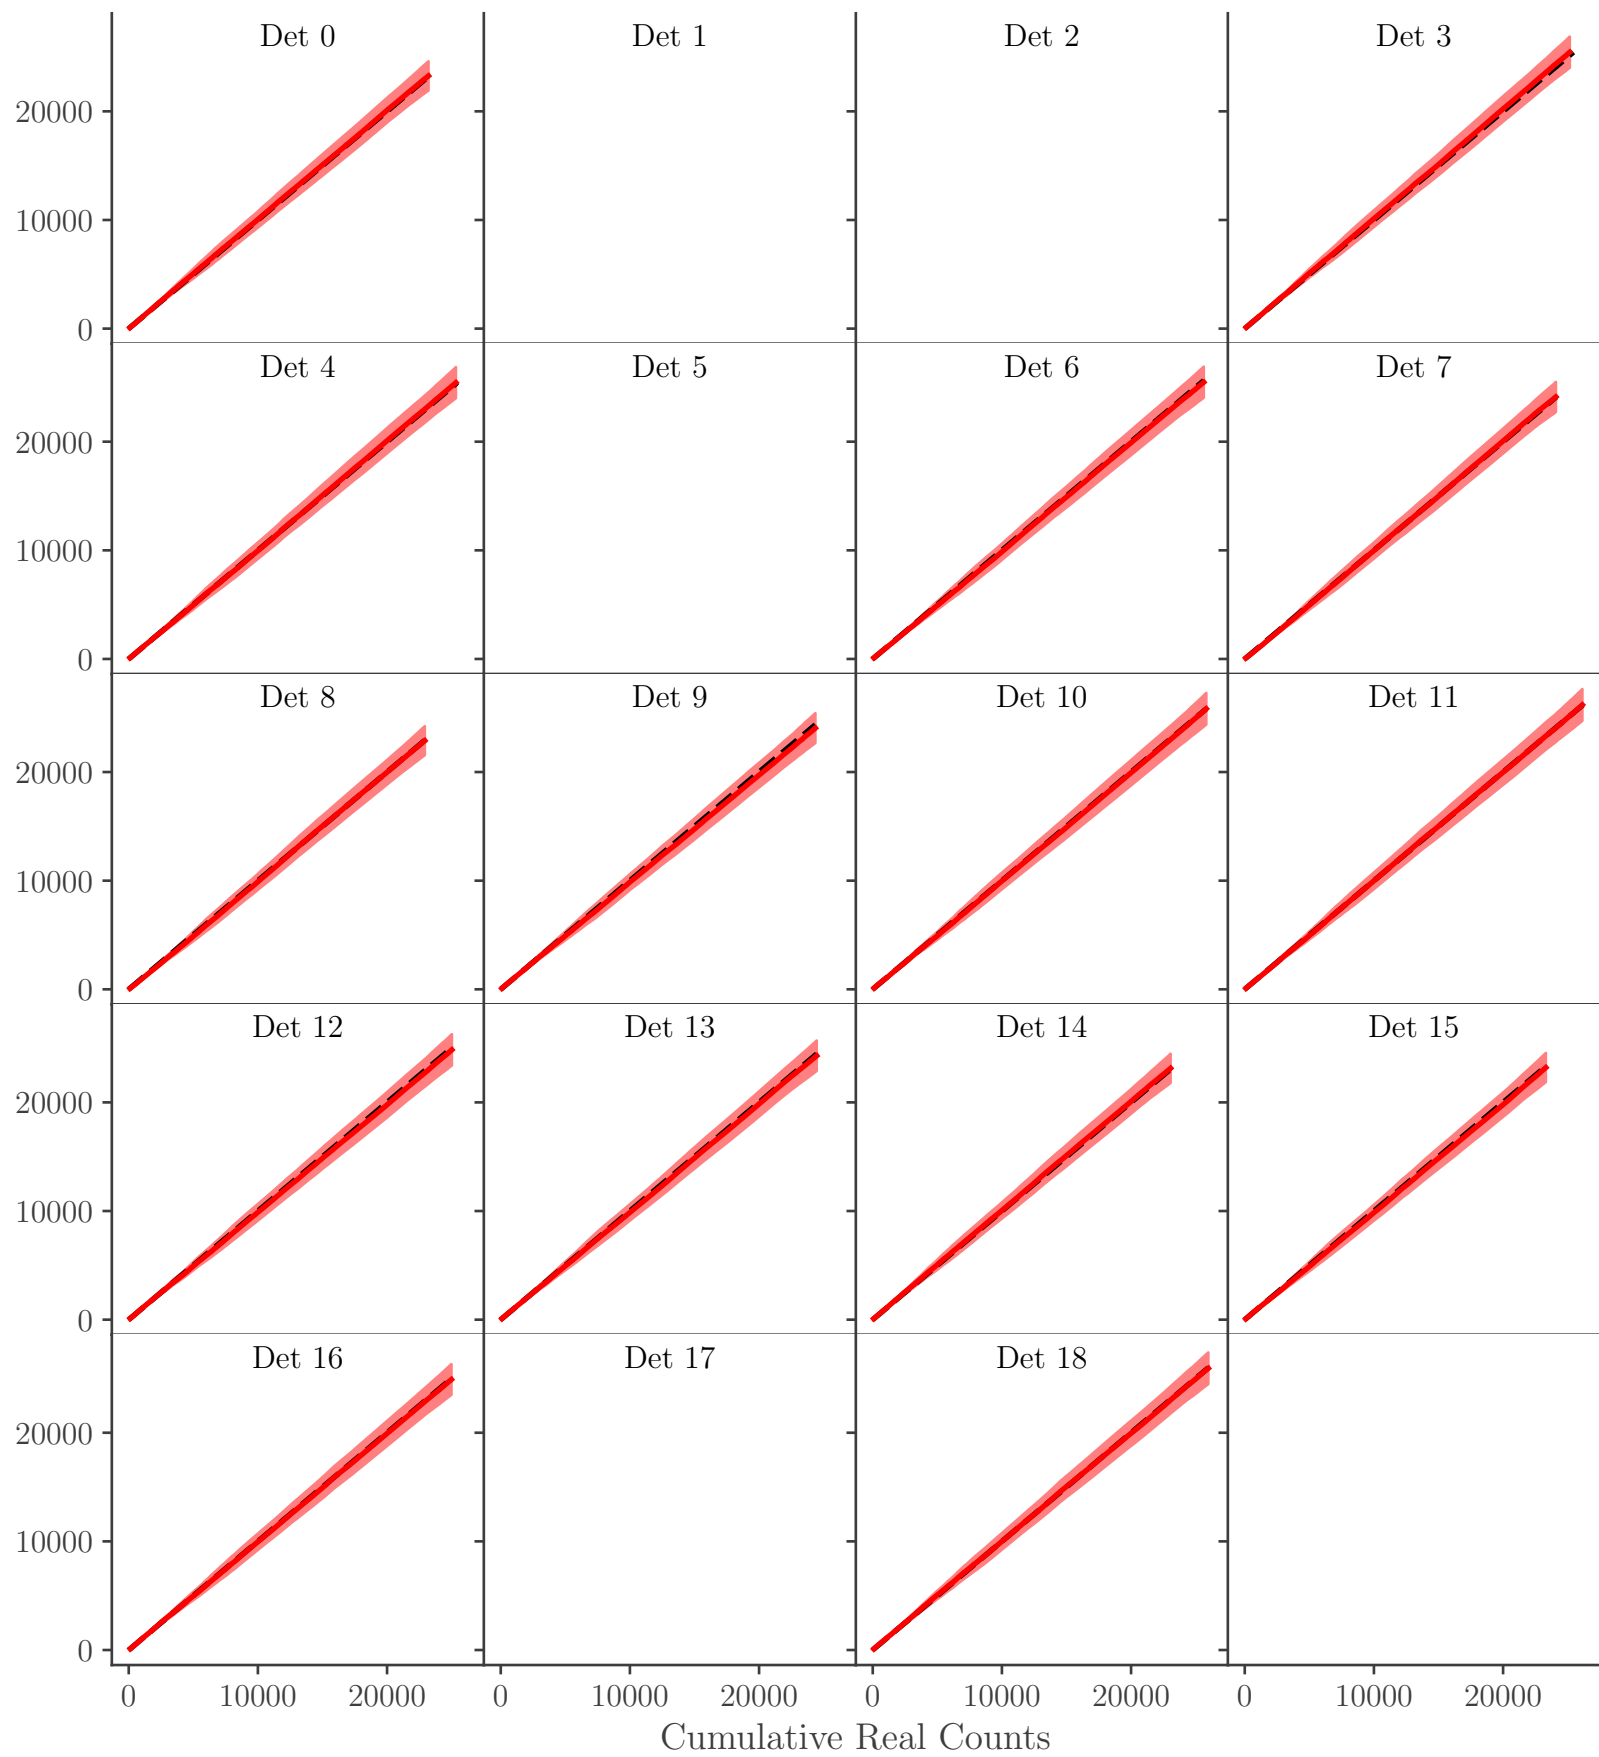 Det 0 Det 1 Det 2 Det 3
20000
10000
0
Det 4 Det 5 Det 6 Det 7
20000
10000
0
Det 8 Det 9 Det 10 Det 11
20000
10000
0
Det 12 Det 13 Det 14 Det 15
20000
10000
0
Det 16 Det 17 Det 18
20000
10000
0
0 10000 20000 0 10000 20000 0 10000 20000 0 10000 20000
Cumulative Real Counts